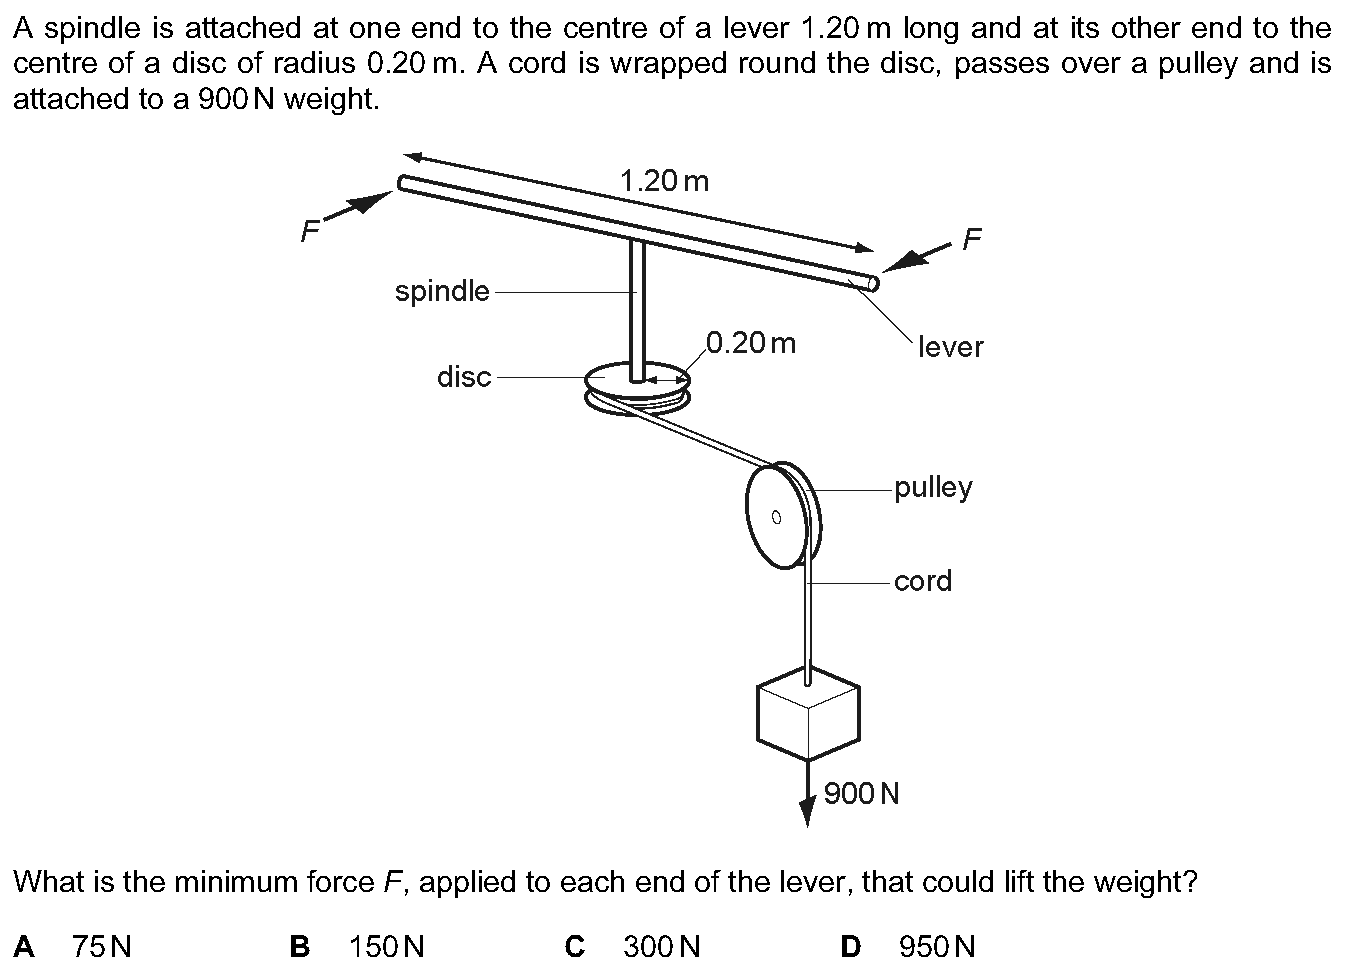 A spindle is attached at one end to the centre of a lever 1.20 m long and at its other end to the
centre of a disc of radius 0.20 m. A cord is wrapped round the disc, passes over a pulley and is
attached to a 900 N weight.
1.20 m
F
F
spindle
0.20 m
lever
disc
pulley
cord
900 N
What is the minimum force F, applied to each end of the lever, that could lift the weight?
A 75 N B 150 N C 300 N D 950 N